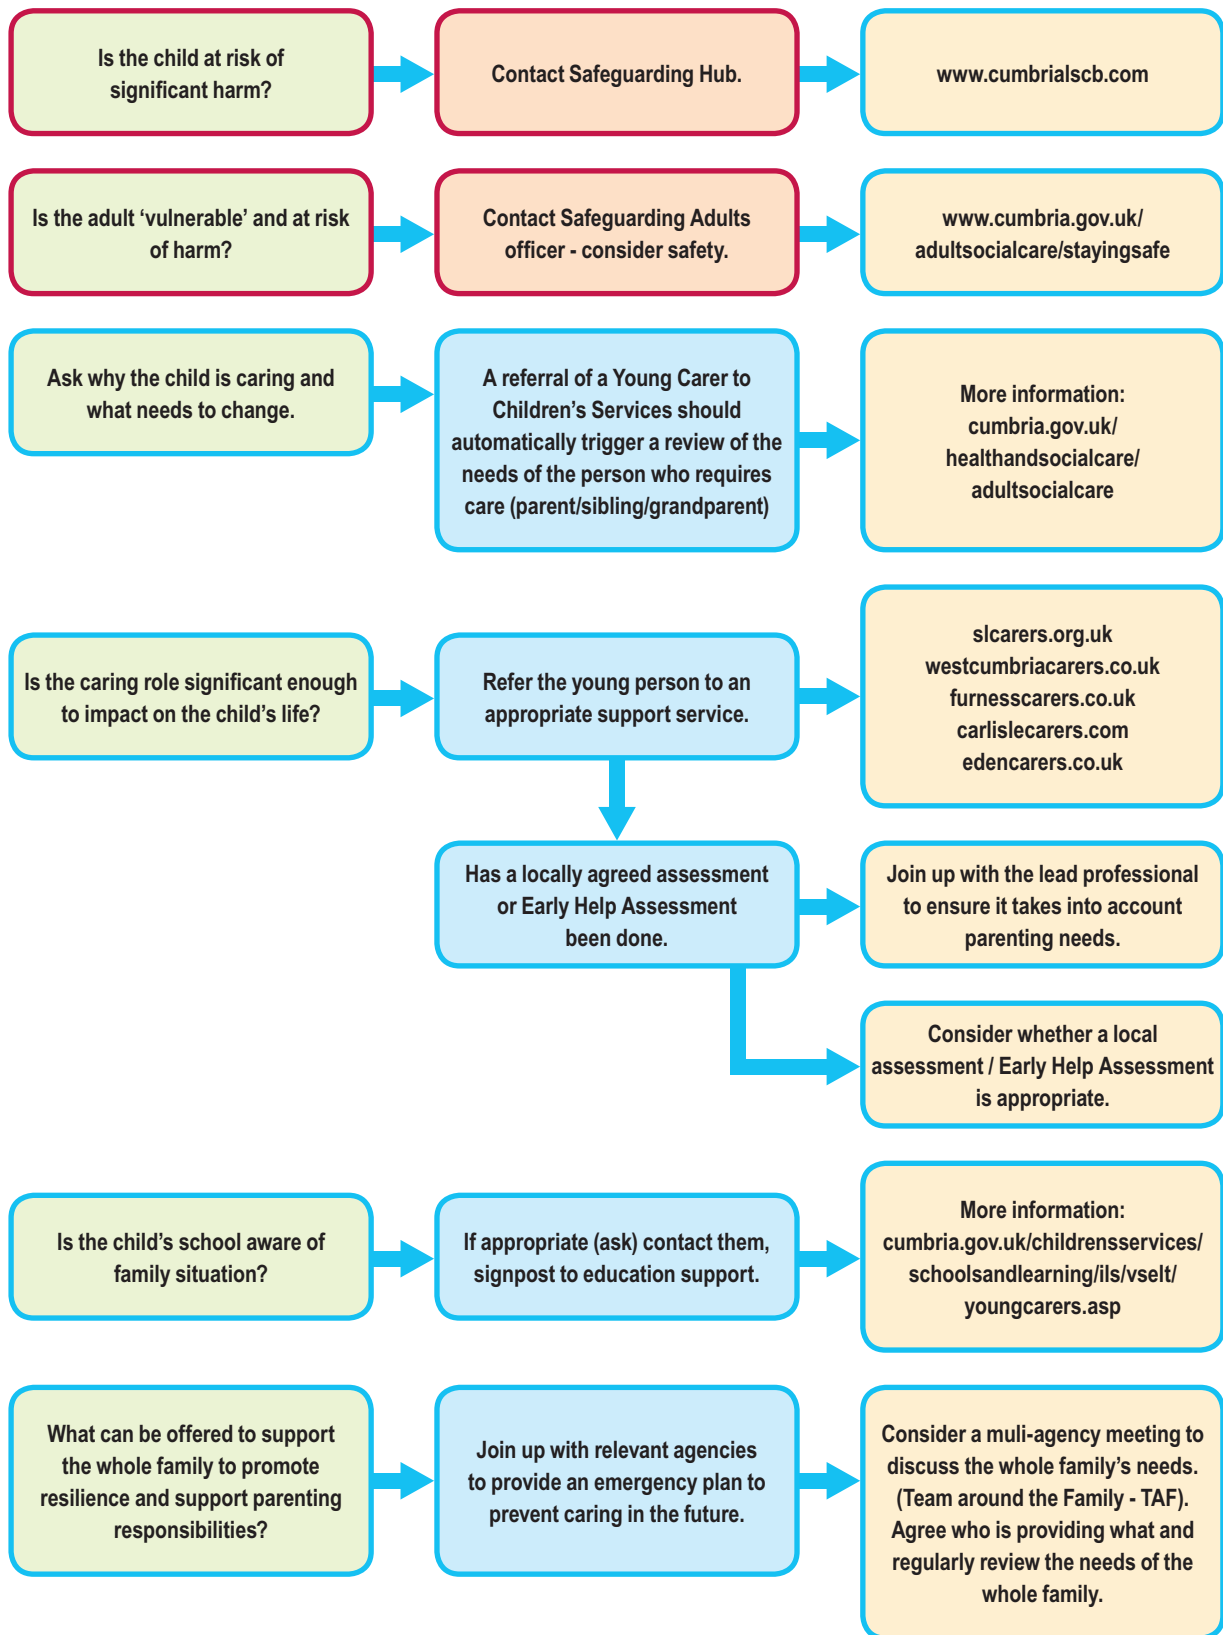 Is the child at risk of
significant harm?
Contact Safeguarding Hub.
www.cumbrialscb.com
Is the adult ‘vulnerable’ and at risk
of harm?
Contact Safeguarding Adults
officer - consider safety.
www.cumbria.gov.uk/
adultsocialcare/stayingsafe
Ask why the child is caring and
what needs to change.
A referral of a Young Carer to
Children’s Services should
automatically trigger a review of the
needs of the person who requires
care (parent/sibling/grandparent)
More information:
cumbria.gov.uk/
healthandsocialcare/
adultsocialcare
Is the caring role significant enough
to impact on the child’s life?
Refer the young person to an
appropriate support service.
slcarers.org.uk
westcumbriacarers.co.uk
furnesscarers.co.uk
carlislecarers.com
edencarers.co.uk
Has a locally agreed assessment
or Early Help Assessment
been done.
Join up with the lead professional
to ensure it takes into account
parenting needs.
Consider whether a local
assessment / Early Help Assessment
is appropriate.
Is the child’s school aware of
family situation?
If appropriate (ask) contact them,
signpost to education support.
More information:
cumbria.gov.uk/childrensservices/
schoolsandlearning/ils/vselt/
youngcarers.asp
What can be offered to support
the whole family to promote
resilience and support parenting
responsibilities?
Join up with relevant agencies
to provide an emergency plan to
prevent caring in the future.
Consider a muli-agency meeting to
discuss the whole family’s needs.
(Team around the Family - TAF).
Agree who is providing what and
regularly review the needs of the
whole family.